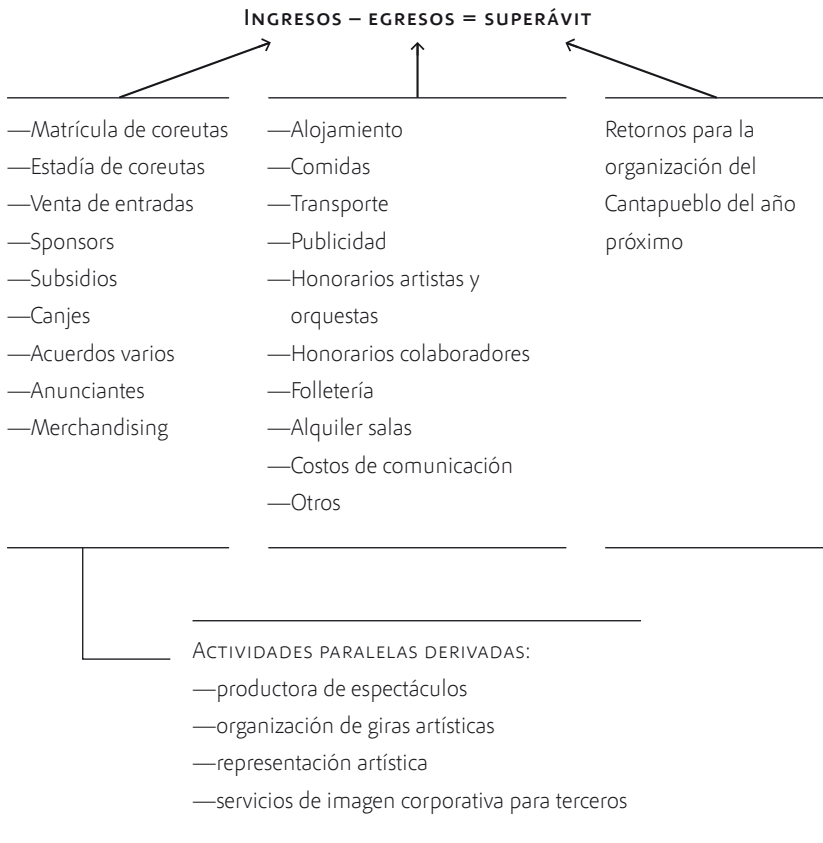 INGRESOS – EGRESOS = SUPERÁVIT
—Matrícula de coreutas
—Estadía de coreutas
—Venta de entradas
—Sponsors
—Subsidios
—Canjes
—Acuerdos varios
—Anunciantes
—Merchandising
—Alojamiento
—Comidas
—Transporte
—Publicidad
—Honorarios artistas y
orquestas
—Honorarios colaboradores
—Folletería
—Alquiler salas
—Costos de comunicación
—Otros
Retornos para la
organización del
Cantapueblo del año
próximo
ACTIVIDADES PARALELAS DERIVADAS:
—productora de espectáculos
—organización de giras artísticas
—representación artística
—servicios de imagen corporativa para terceros